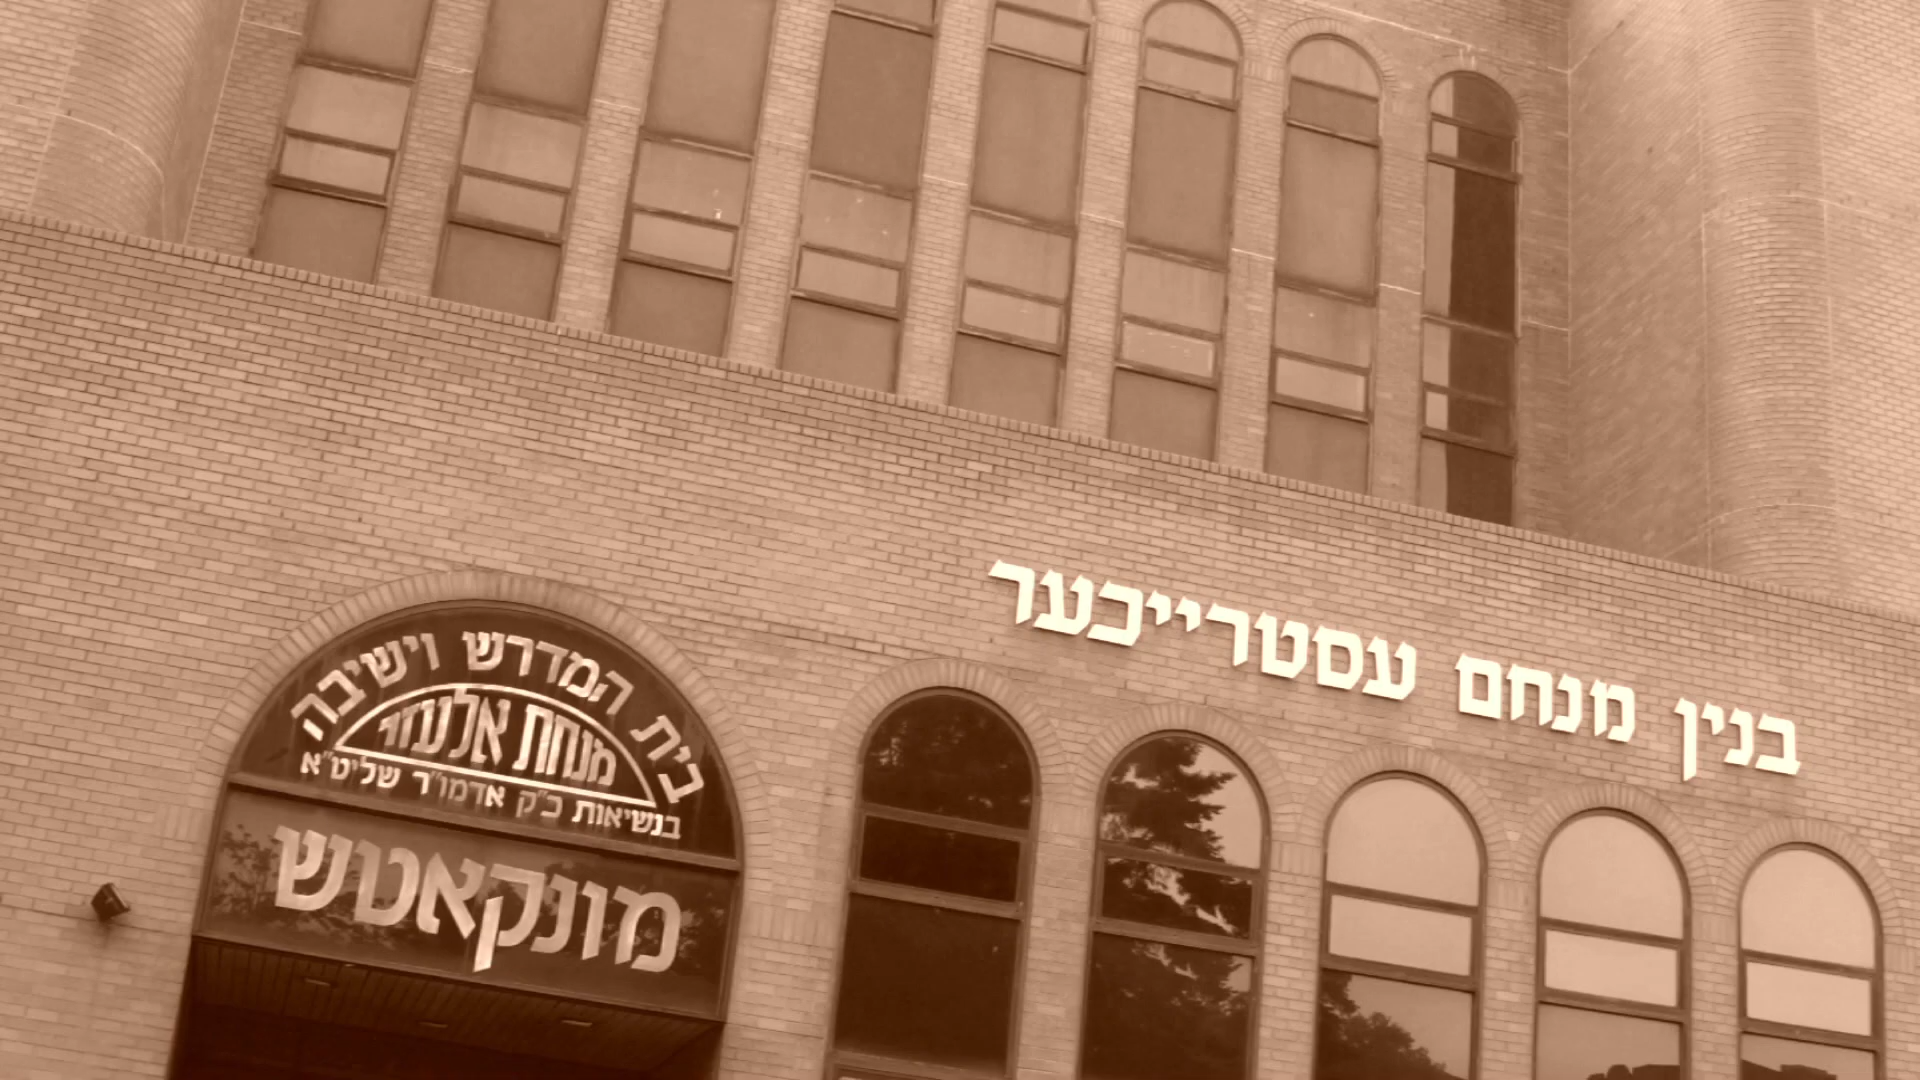 בנין מנחם עסטרייכער
בית המדרש וישיבה
מנחת אלעזר
בנשיאות כ"ק אדמו"ר שליט"א
מונקאטש